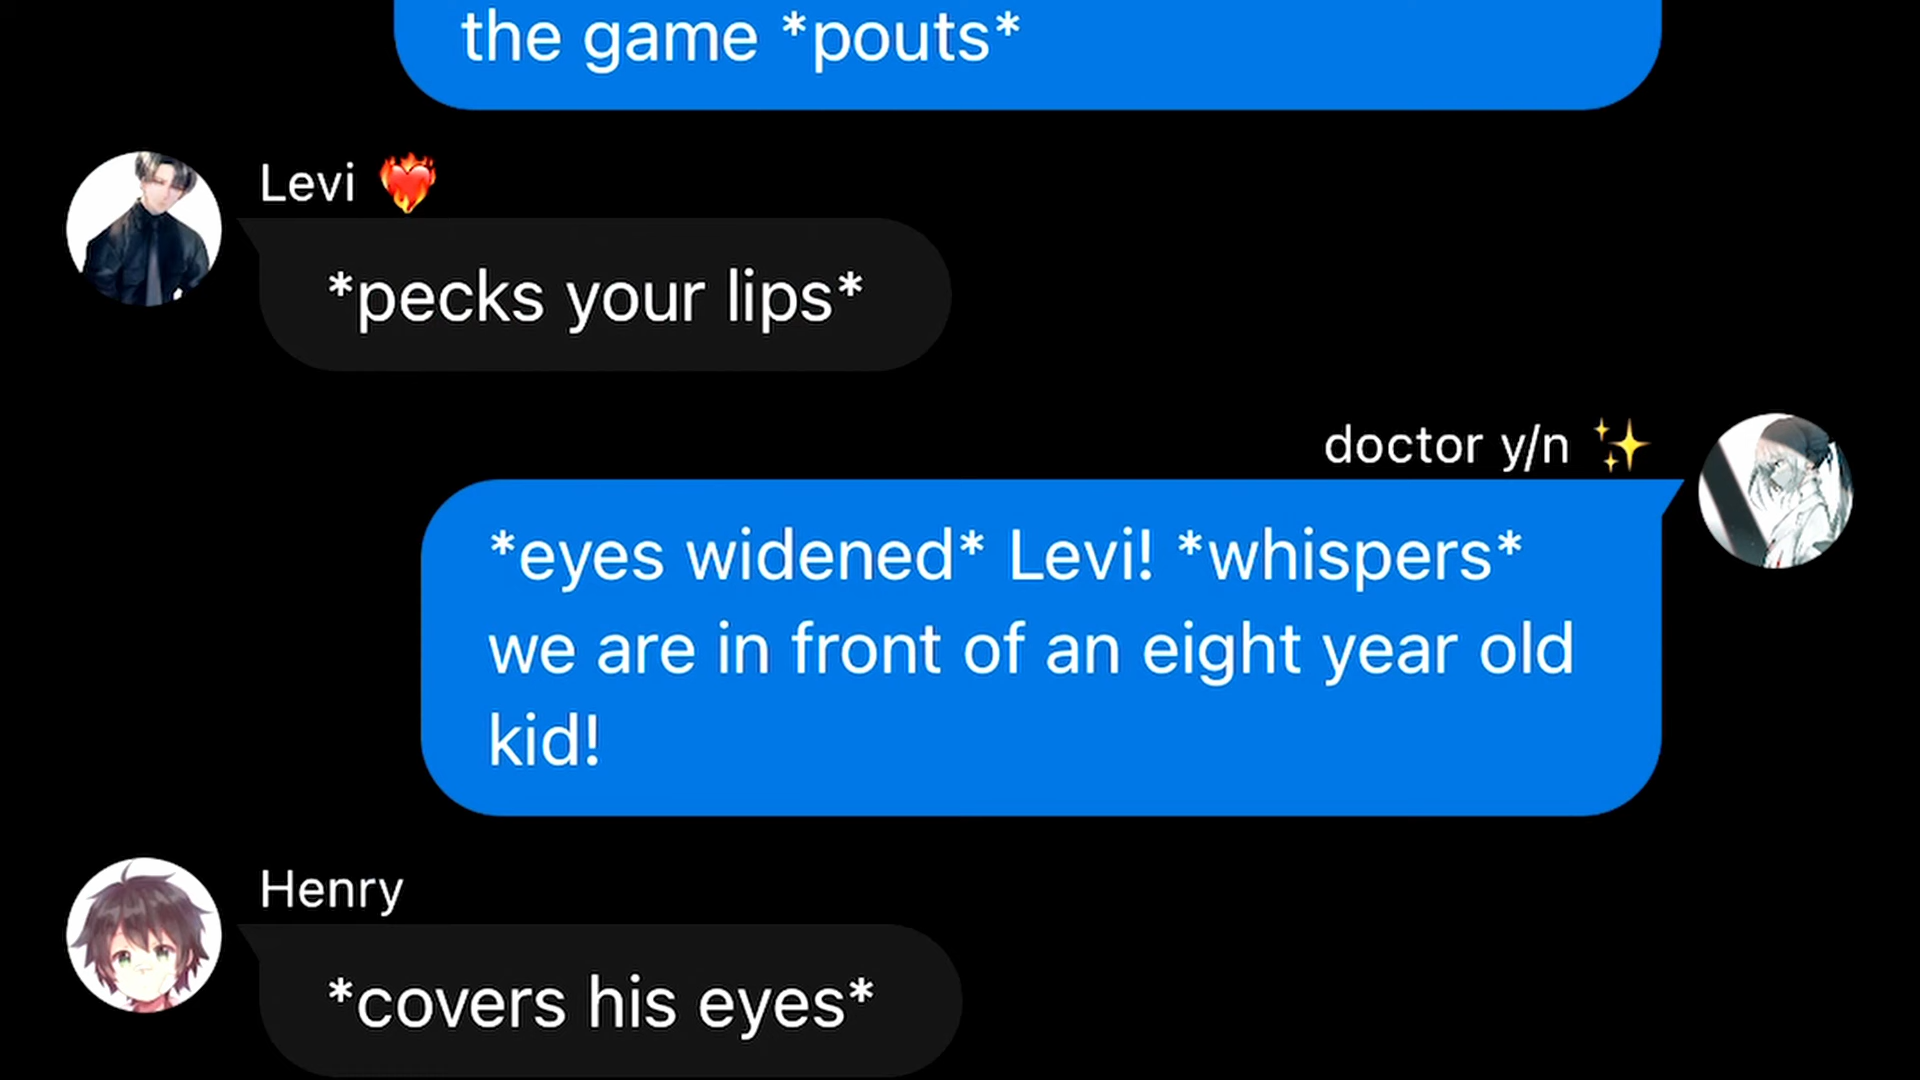 the game *pouts*
Levi ❤️‍🔥
*pecks your lips*
doctor y/n ✨
*eyes widened* Levi! *whispers*
we are in front of an eight year old
kid!
Henry
*covers his eyes*